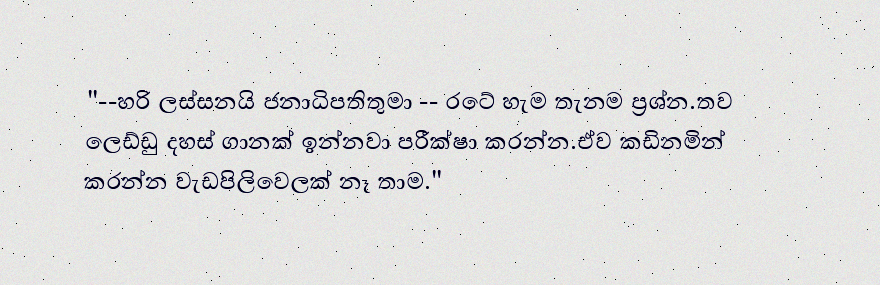 "--හරි ලස්සනයි ජනාධිපතිතුමා -- රටේ හැම තැනම ප්‍රශ්න.තව
ලෙඩ්ඩු දහස් ගානක් ඉන්නවා පරීක්ෂා කරන්න.ඒව කඩිනමින්
කරන්න වැඩපිලිවෙලක් නෑ තාම."